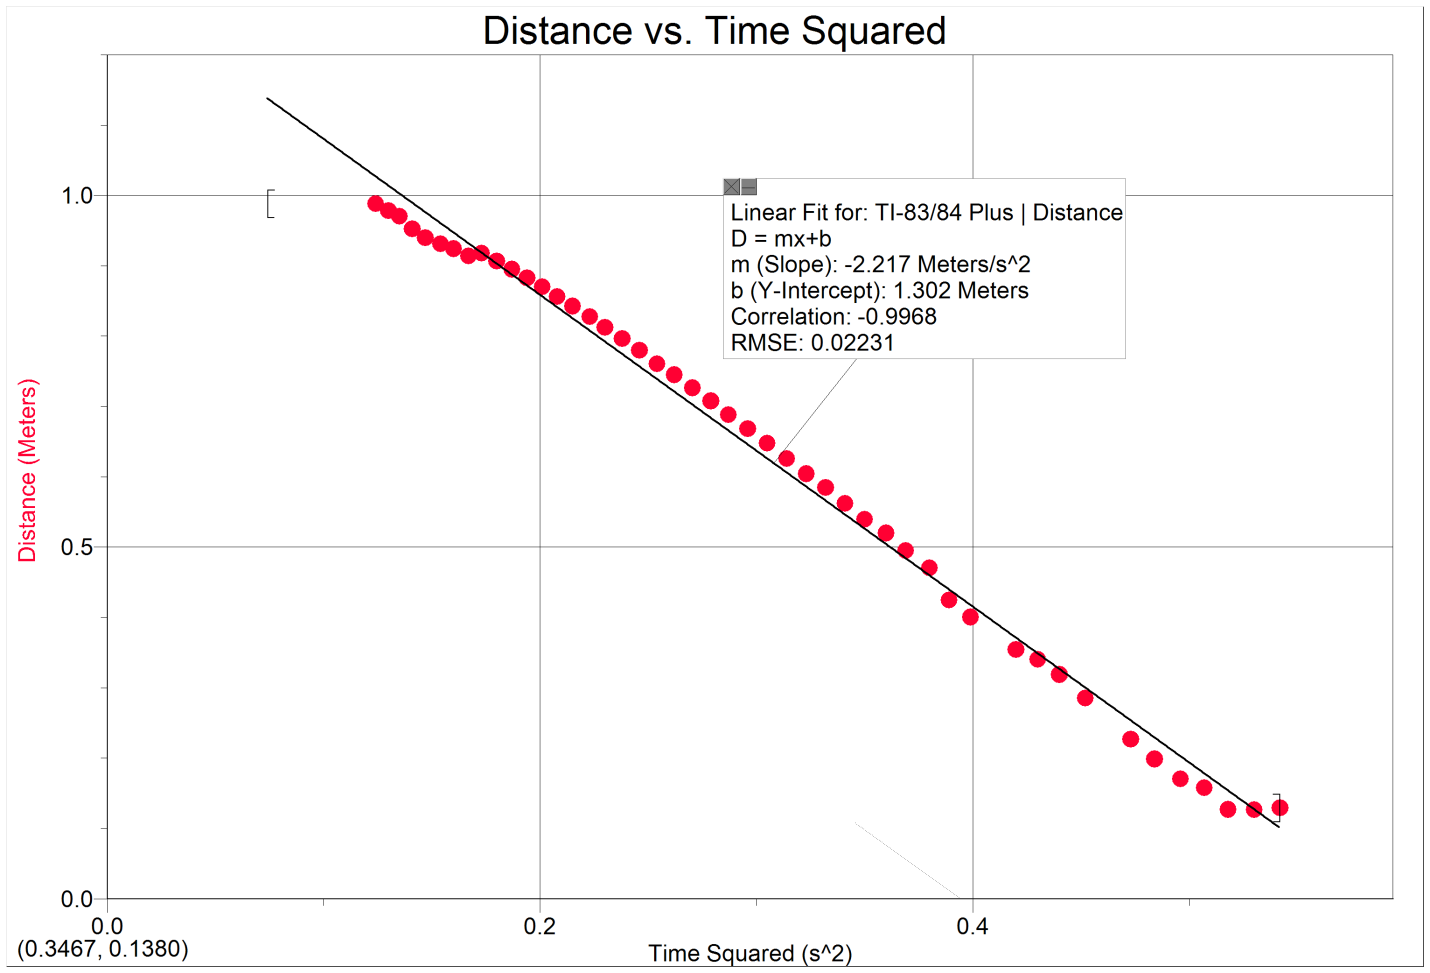 Distance vs. Time Squared
1.0
Linear Fit for: TI-83/84 Plus | Distance
D = mx+b
m (Slope): -2.217 Meters/s^2
b (Y-Intercept): 1.302 Meters
Correlation: -0.9968
RMSE: 0.02231
Distance (Meters)
0.5
0.0
0.0
0.2
0.4
(0.3467, 0.1380)
Time Squared (s^2)